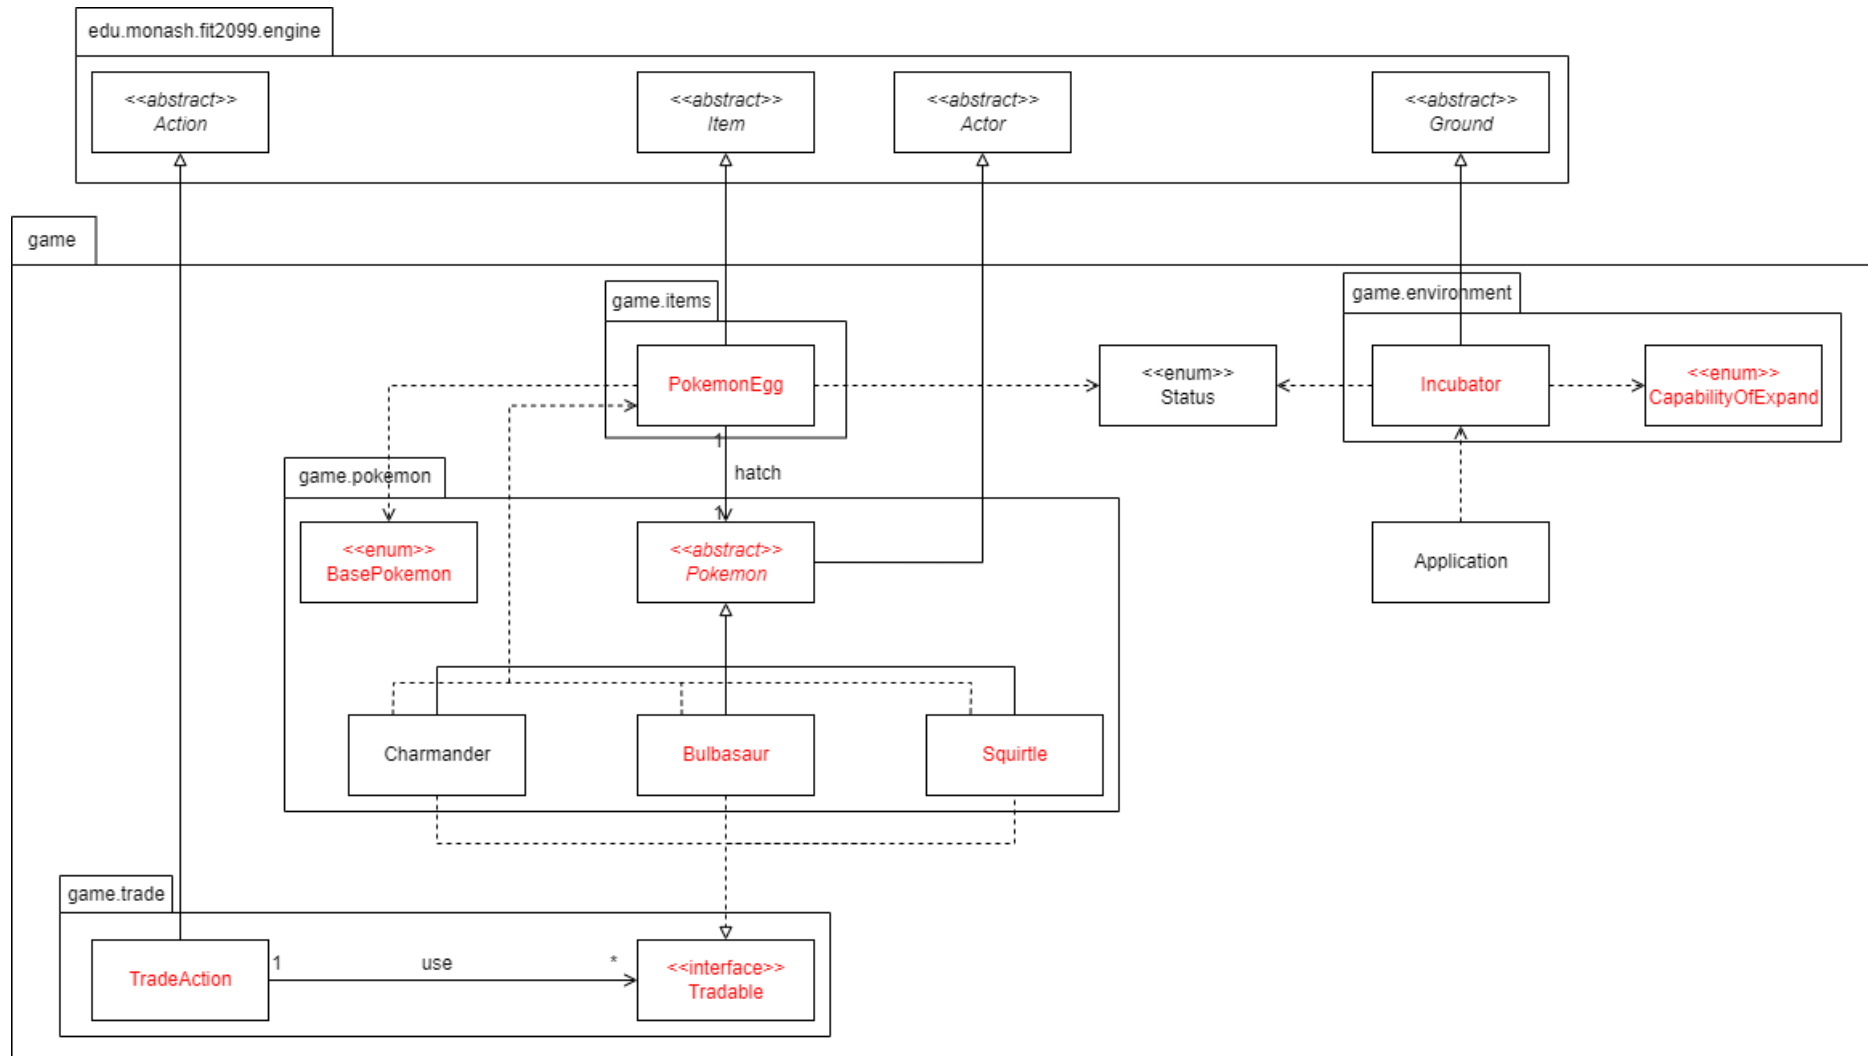 edu.monash.fit2099.engine
<<abstract>>
Action
<<abstract>>
Item
<<abstract>>
Actor
<<abstract>>
Ground
game
game.items
game.environment
PokemonEgg
<<enum>>
Status
Incubator
<<enum>>
CapabilityOfExpand
1
hatch
1
game.pokemon
<<enum>>
BasePokemon
<<abstract>>
Pokemon
Application
Charmander
Bulbasaur
Squirtle
game.trade
TradeAction
1
use
*
<<interface>>
Tradable